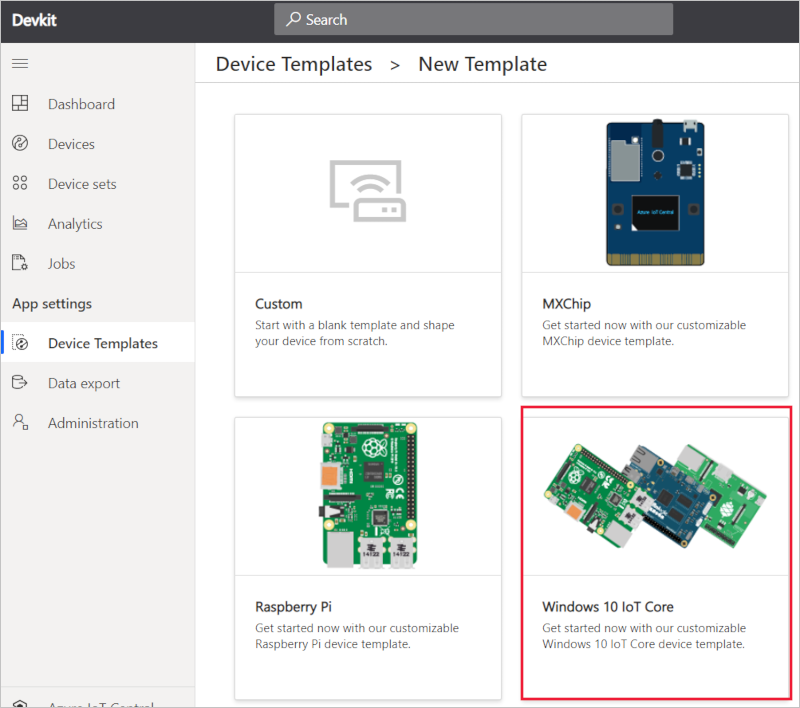 Devkit
Search
Device Templates > New Template
Dashboard
Devices
Device sets
Analytics
Jobs
App settings
Device Templates
Data export
Administration
Azure IoT Central
Custom
Start with a blank template and shape
your device from scratch.
Azure IoT Central
MXChip
Get started now with our customizable
MXChip device template.
Raspberry Pi
Get started now with our customizable
Raspberry Pi device template.
Windows 10 IoT Core
Get started now with our customizable
Windows 10 IoT Core device template.